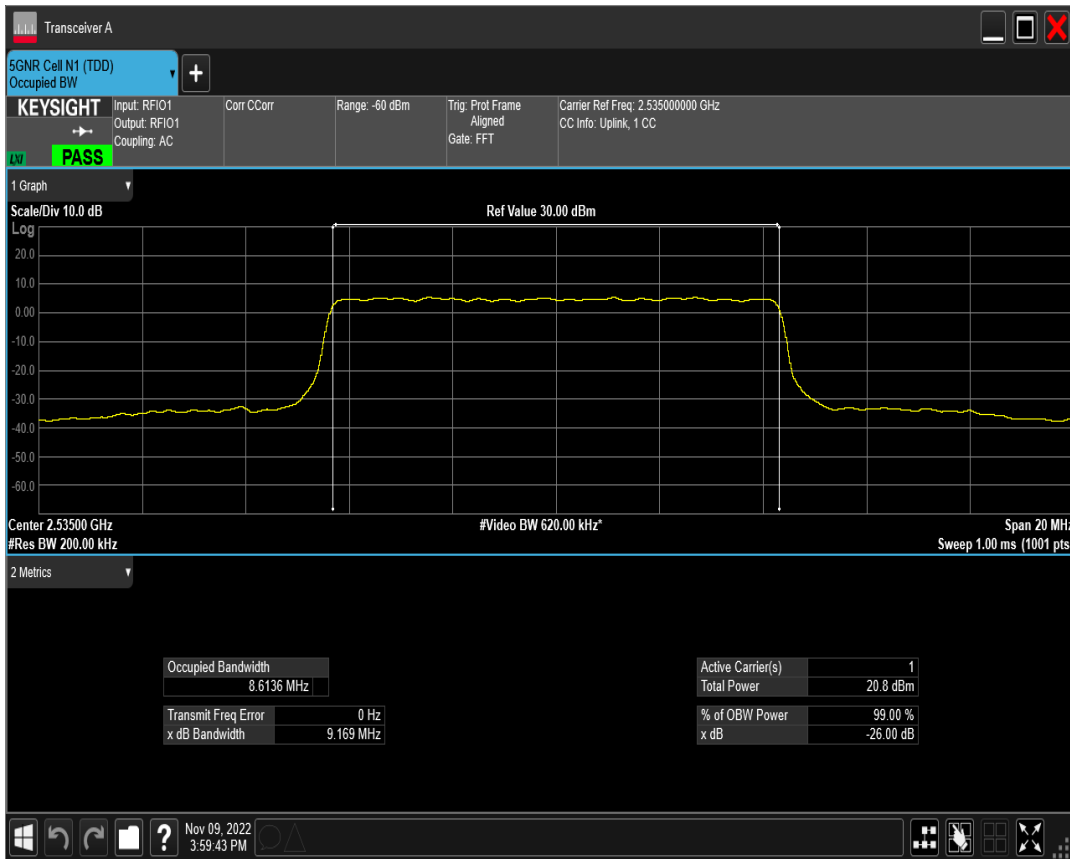 Transceiver A
5GNR Cell N1 (TDD)
Occupied BW
+
KEYSIGHT
LXI
PASS
Input: RFIO1
Output: RFIO1
Coupling: AC
Corr CCorr
Range: -60 dBm
Trig: Prot Frame
Aligned
Gate: FFT
Carrier Ref Freq: 2.535000000 GHz
CC Info: Uplink, 1 CC
1 Graph
Scale/Div 10.0 dB
Ref Value 30.00 dBm
Log
20.0
10.0
0.00
-10.0
-20.0
-30.0
-40.0
-50.0
-60.0
Center 2.53500 GHz
#Video BW 620.00 kHz*
Span 20 MHz
#Res BW 200.00 kHz
Sweep 1.00 ms (1001 pts
2 Metrics
Occupied Bandwidth
8.6136 MHz
Transmit Freq Error 0 Hz
x dB Bandwidth 9.169 MHz
Active Carrier(s) 1
Total Power 20.8 dBm
% of OBW Power 99.00 %
x dB -26.00 dB
?
Nov 09, 2022
3:59:43 PM